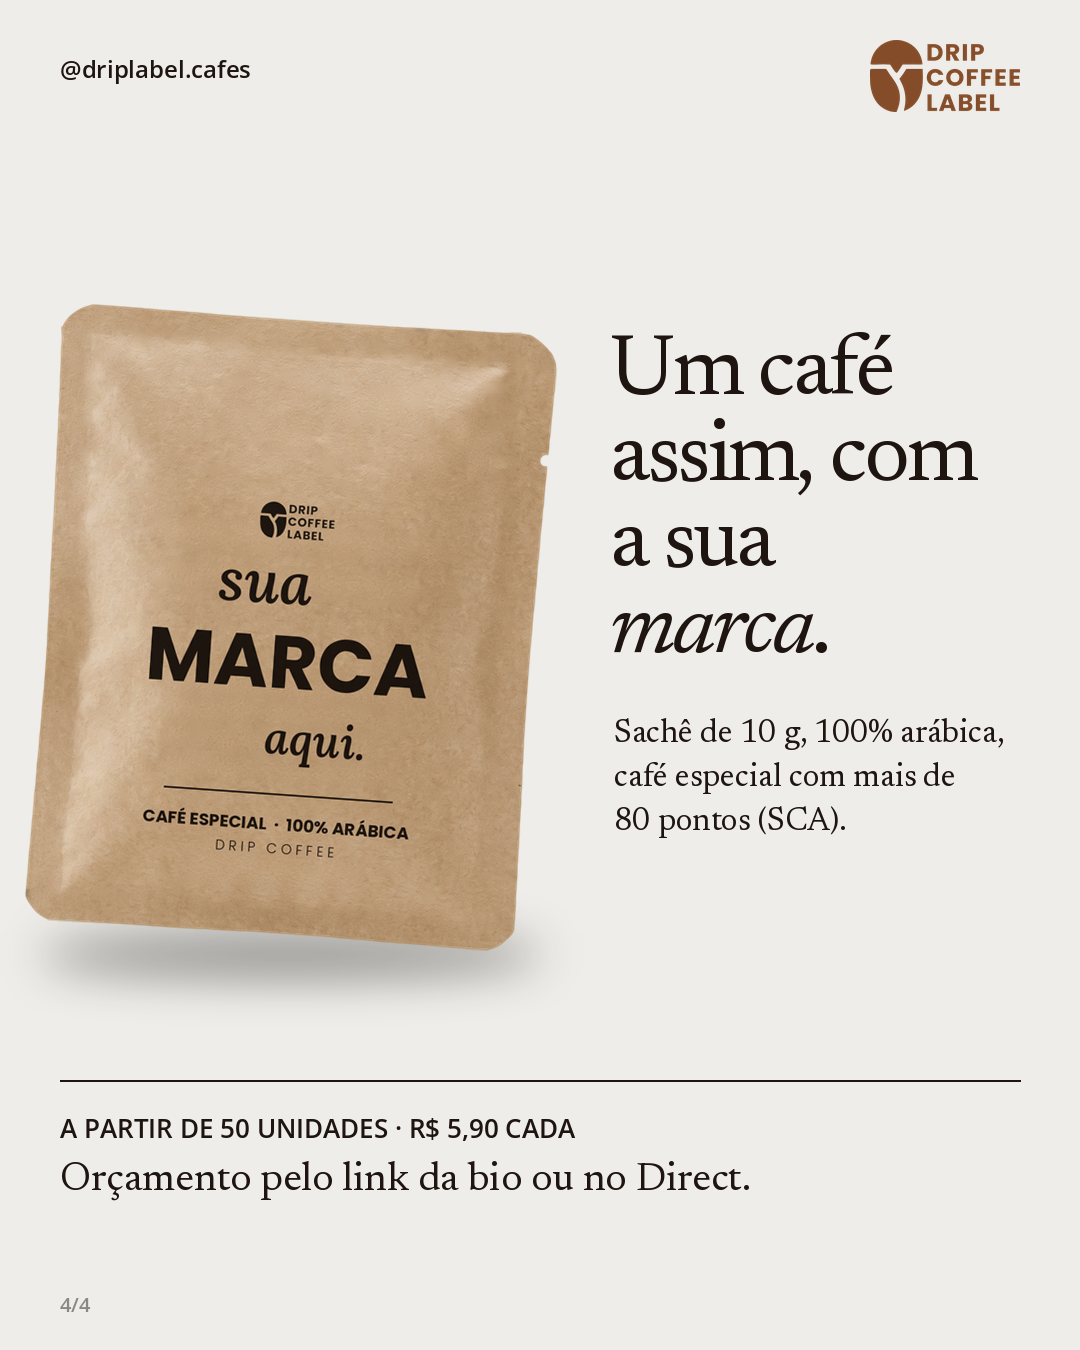 @driplabel.cafes
DRIP
COFFEE
LABEL
DRIP
COFFEE
LABEL
sua
MARCA
aqui.
CAFÉ ESPECIAL · 100% ARÁBICA
DRIP COFFEE
Um café
assim, com
a sua
marca.
Sachê de 10 g, 100% arábica,
café especial com mais de
80 pontos (SCA).
A PARTIR DE 50 UNIDADES · R$ 5,90 CADA
Orçamento pelo link da bio ou no Direct.
4/4